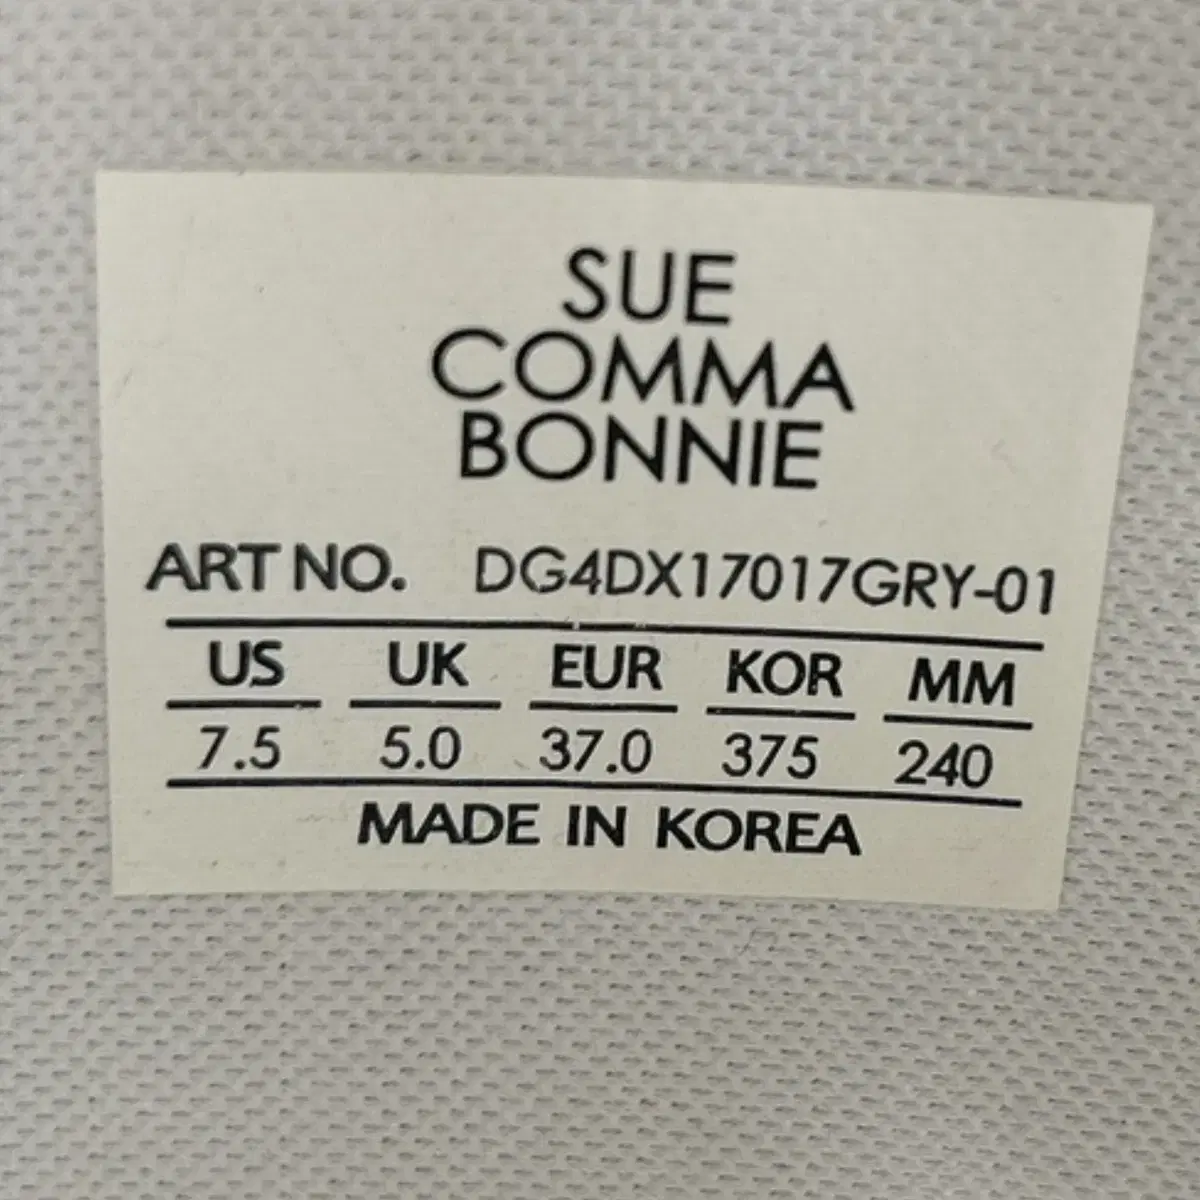 SUE
COMMA
BONNIE
ART NO. DG4DX17017GRY-01
US UK EUR KOR MM
7.5 5.0 37.0 375 240
MADE IN KOREA